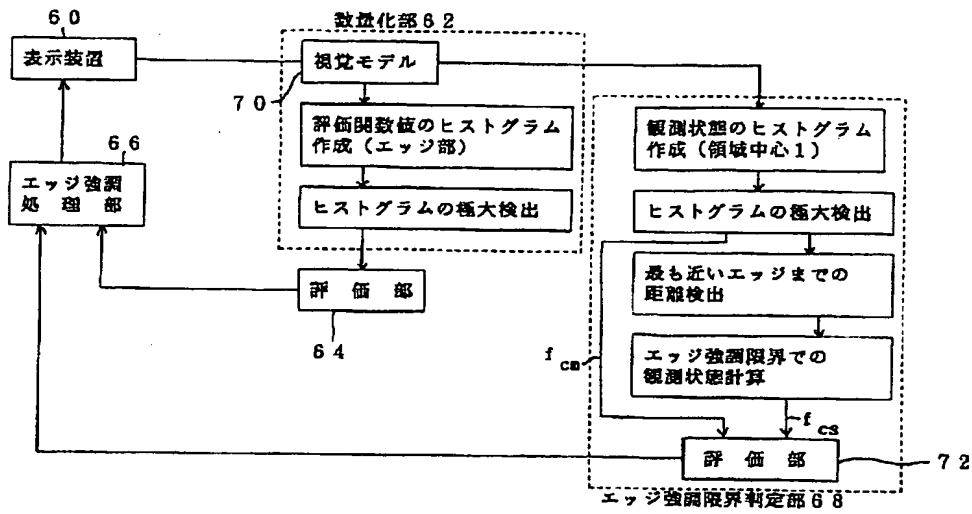 60
表示装置
数量化部62
視覚モデル
70
評価関数値のヒストグラム
作成(エッジ部)
ヒストグラムの極大検出
66
エッジ強調
処理部
評 価 部
64
観測状態のヒストグラム
作成(領域中心1)
ヒストグラムの極大検出
最も近いエッジまでの
距離検出
エッジ強調限界での
観測状態計算
fcm
fcs
評 価 部
72
エッジ強調限界判定部68